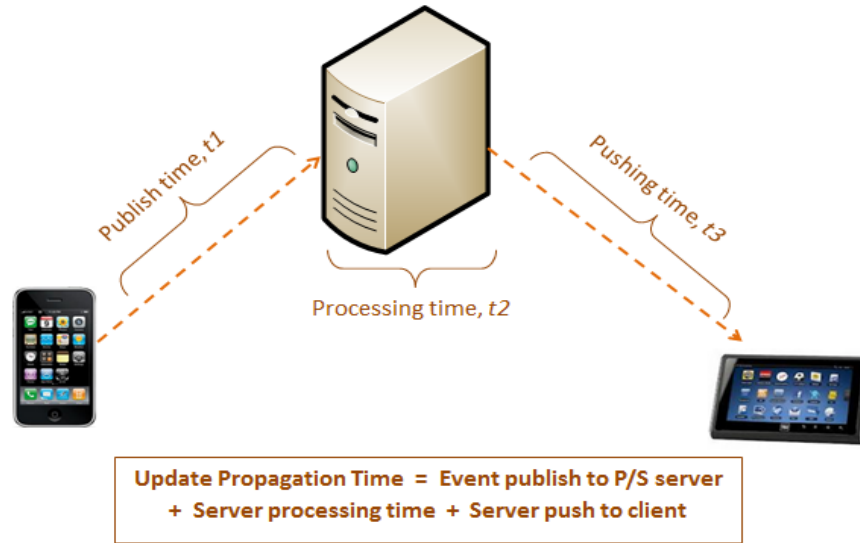 Publish time, t1
Pushing time, t3
Processing time, t2
Update Propagation Time = Event publish to P/S server
+ Server processing time + Server push to client